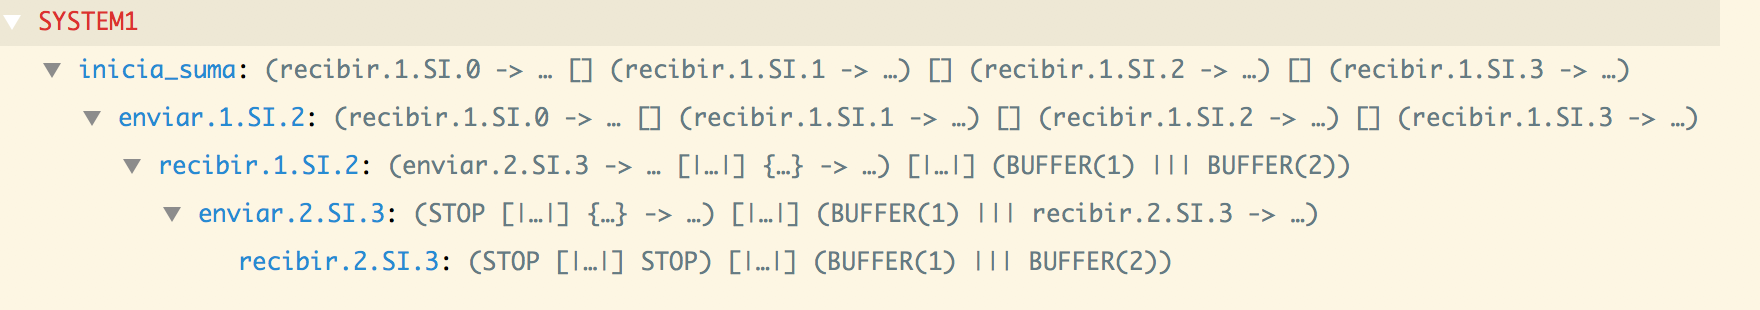 SYSTEM1
inicia_suma: (recibir.1.SI.0 -> … [] (recibir.1.SI.1 -> …) [] (recibir.1.SI.2 -> …) [] (recibir.1.SI.3 -> …)
enviar.1.SI.2: (recibir.1.SI.0 -> … [] (recibir.1.SI.1 -> …) [] (recibir.1.SI.2 -> …) [] (recibir.1.SI.3 -> …)
recibir.1.SI.2: (enviar.2.SI.3 -> … [|…|] {…} -> …) [|…|] (BUFFER(1) ||| BUFFER(2))
enviar.2.SI.3: (STOP [|…|] {…} -> …) [|…|] (BUFFER(1) ||| recibir.2.SI.3 -> …)
recibir.2.SI.3: (STOP [|…|] STOP) [|…|] (BUFFER(1) ||| BUFFER(2))